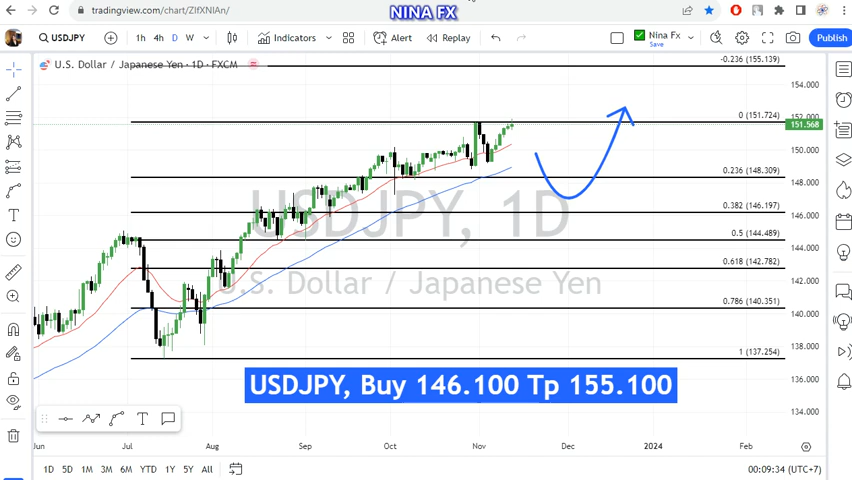 tradingview.com/chart/ZIfXNIAn/
NINA FX
USDJPY
1h 4h D W
Indicators
Alert
Replay
Nina Fx
Save
Publish
U.S. Dollar / Japanese Yen · 1D · FXCM
-0.236 (155.139)
154.000
152.000
0 (151.724)
151.568
150.000
0.236 (148.309)
148.000
0.382 (146.197)
146.000
0.5 (144.489)
144.000
0.618 (142.782)
142.000
0.786 (140.351)
140.000
138.000
1 (137.254)
136.000
134.000
USDJPY, 1D
U.S. Dollar / Japanese Yen
USDJPY, Buy 146.100 Tp 155.100
Jun Jul Aug Sep Oct Nov Dec 2024 Feb
1D 5D 1M 3M 6M YTD 1Y 5Y All
00:09:34 (UTC+7)